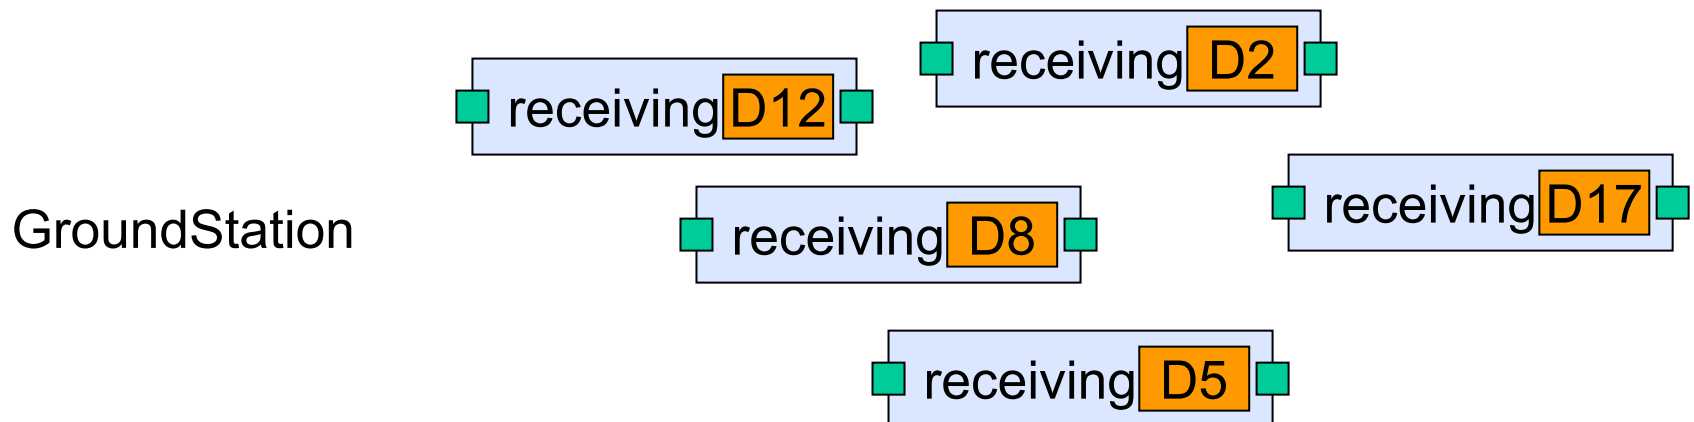 receiving D2
receiving D12
receiving D17
GroundStation
receiving D8
receiving D5